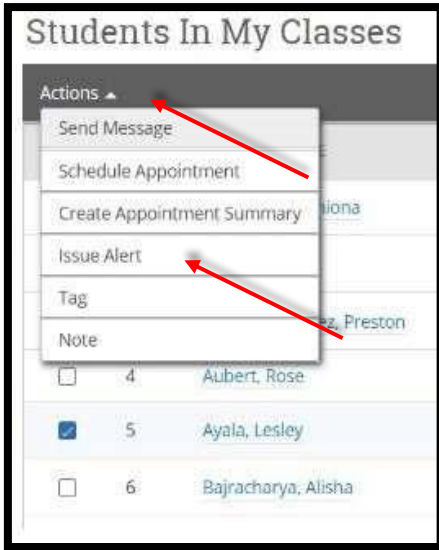 Students In My Classes
Actions
Send Message
Schedule Appointment
Create Appointment Summary
Issue Alert
Tag
Preston
Note
4 Aubert, Rose
5 Ayala, Lesley
6 Bajracharya, Alisha